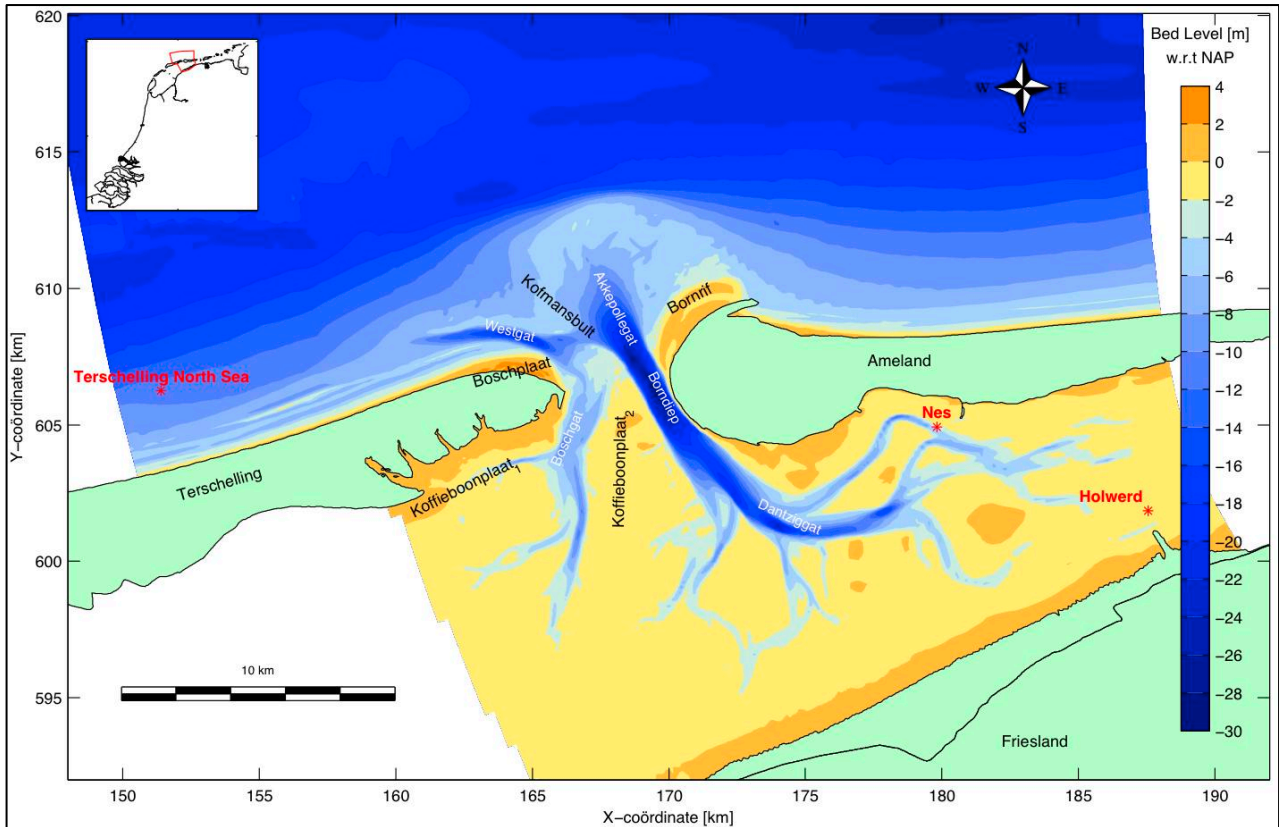 620
615
610
605
600
595
Y-coördinate [km]
150
155
160
165
170
175
180
185
190
X-coördinate [km]
N
W
E
S
Bed Level [m]
w.r.t NAP
4
2
0
-2
-4
-6
-8
-10
-12
-14
-16
-18
-20
-22
-24
-26
-28
-30
Kofmansbult
Akkepollegat
Bornrif
Westgat
Ameland
Terschelling North Sea
Boschplaat
Borndiep
Nes
Boschgat
Koffieboonplaat2
Koffieboonplaat1
Terschelling
Holwerd
Dantziggat
10 km
Friesland